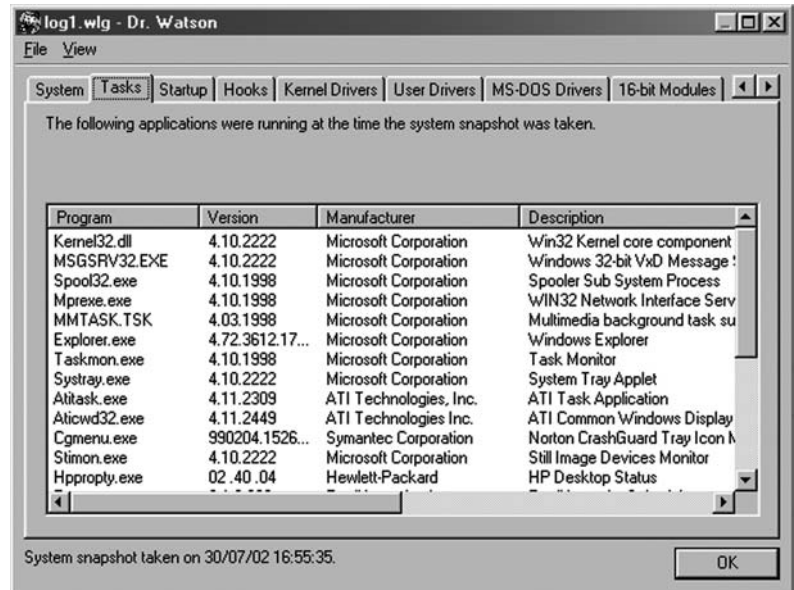 log1.wlg - Dr. Watson
File View
System Tasks Startup Hooks Kernel Drivers User Drivers MS-DOS Drivers 16-bit Modules
The following applications were running at the time the system snapshot was taken.
Program Version Manufacturer Description
Kernel32.dll 4.10.2222 Microsoft Corporation Win32 Kernel core component
MSGSRV32.EXE 4.10.2222 Microsoft Corporation Windows 32-bit VxD Message
Spool32.exe 4.10.1998 Microsoft Corporation Spooler Sub System Process
Mprexe.exe 4.10.1998 Microsoft Corporation WIN32 Network Interface Serv
MMTASK.TSK 4.03.1998 Microsoft Corporation Multimedia background task su
Explorer.exe 4.72.3612.17... Microsoft Corporation Windows Explorer
Taskmon.exe 4.10.1998 Microsoft Corporation Task Monitor
Systray.exe 4.10.2222 Microsoft Corporation System Tray Applet
Atitask.exe 4.11.2309 ATI Technologies, Inc. ATI Task Application
Aticwd32.exe 4.11.2449 ATI Technologies Inc. ATI Common Windows Display
Cgmenu.exe 990204.1526... Symantec Corporation Norton CrashGuard Tray Icon
Stimon.exe 4.10.2222 Microsoft Corporation Still Image Devices Monitor
Hppropty.exe 02 .40 .04 Hewlett-Packard HP Desktop Status
System snapshot taken on 30/07/02 16:55:35.
OK